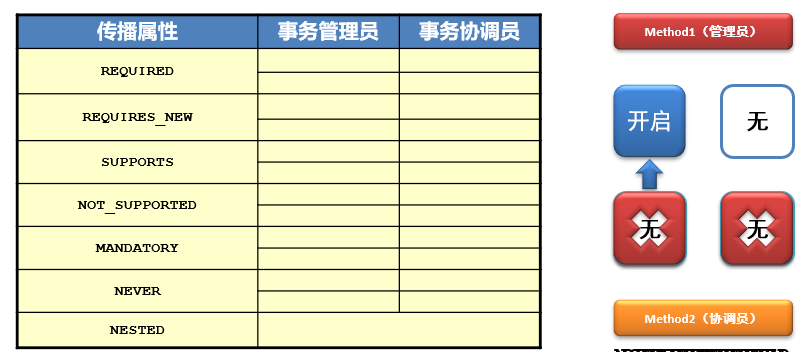 传播属性 事务管理员 事务协调员
REQUIRED
REQUIRES_NEW
SUPPORTS
NOT_SUPPORTED
MANDATORY
NEVER
NESTED
Method1（管理员）
开启 无
无 无
Method2（协调员）